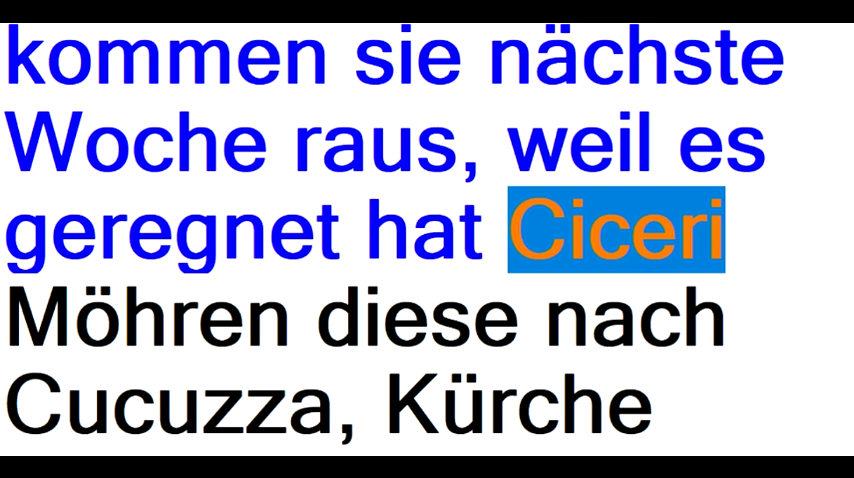 kommen sie nächste
Woche raus, weil es
geregnet hat Ciceri
Möhren diese nach
Cucuzza, Kürche